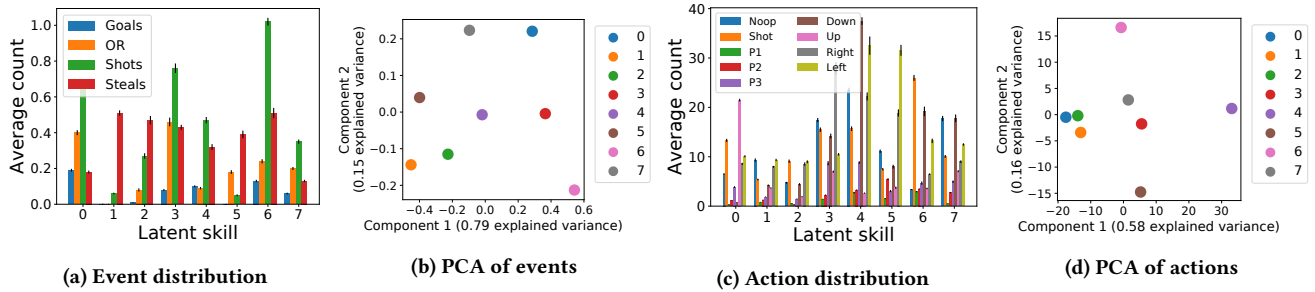 Average count
1.0
0.8
0.6
0.4
0.2
0.0
Goals
OR
Shots
Steals
0 1 2 3 4 5 6 7
Latent skill
(a) Event distribution
Component 2
(0.15 explained variance)
0.2
0.1
0.0
−0.1
−0.2
−0.4 −0.2 0.0 0.2 0.4 0.6
Component 1 (0.79 explained variance)
0
1
2
3
4
5
6
7
(b) PCA of events
Average count
30
20
10
0
Noop
Shot
P1
P2
P3
Down
Up
Right
Left
0 1 2 3 4 5 6 7
Latent skill
(c) Action distribution
Component 2
(0.16 explained variance)
15
10
5
0
−5
−10
−15
−20 −10 0 10 20 30
Component 1 (0.58 explained variance)
0
1
2
3
4
5
6
7
(d) PCA of actions